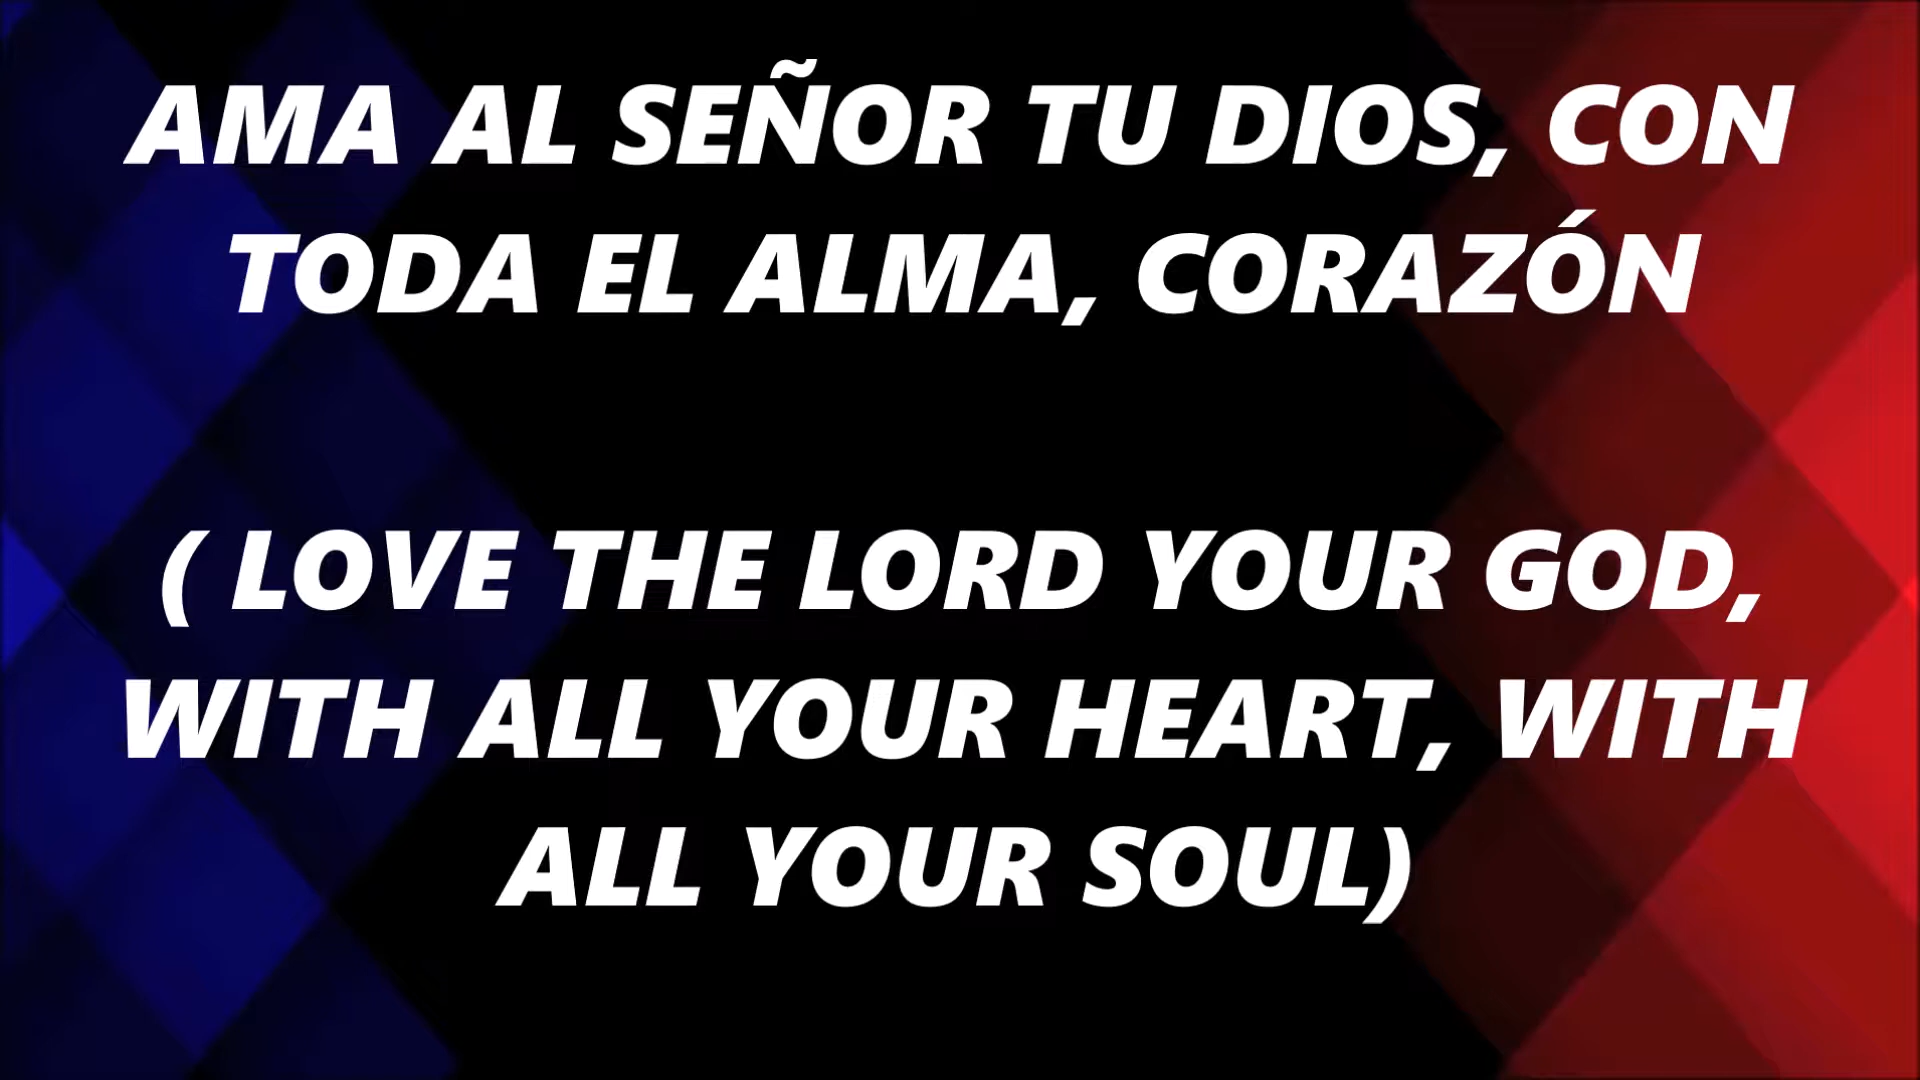 AMA AL SEÑOR TU DIOS, CON
TODA EL ALMA, CORAZÓN
( LOVE THE LORD YOUR GOD,
WITH ALL YOUR HEART, WITH
ALL YOUR SOUL)